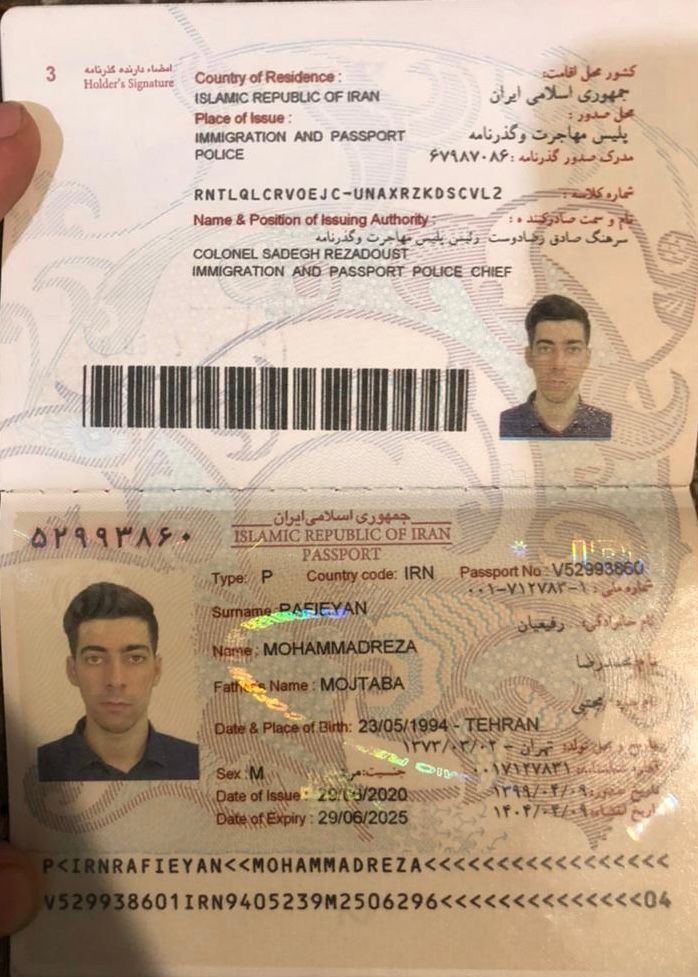 3
امضاء دارنده گذرنامه
Holder's Signature
Country of Residence :
کشور محل اقامت:
ISLAMIC REPUBLIC OF IRAN
جمهوری اسلامی ایران
Place of Issue :
محل صدور:
IMMIGRATION AND PASSPORT
POLICE
پلیس مهاجرت وگذرنامه
مدرک صدور گذرنامه: ۶۷۹۸۷۰۸۶
RNTLQLCRVOEJC-UNAXRZKDSCVL2
شماره کلاسه:
Name & Position of Issuing Authority :
نام و سمت صادرکننده:
سرهنگ صادق رضادوست رئیس پلیس مهاجرت وگذرنامه
COLONEL SADEGH REZADOUST
IMMIGRATION AND PASSPORT POLICE CHIEF
۵۲۹۹۳۸۶۰
جمهوری اسلامی ایران
ISLAMIC REPUBLIC OF IRAN
PASSPORT
Type: P Country code: IRN Passport No : V52993860
شماره ملی: ۰۰۱-۷۱۲۷۸۳-۱
Surname: RAFIEYAN
نام خانوادگی: رفیعیان
Name : MOHAMMADREZA
نام: محمدرضا
Father's Name : MOJTABA
نام پدر: مجتبی
Date & Place of Birth: 23/05/1994 - TEHRAN
تاریخ و محل تولد: تهران - ۱۳۷۳/۰۳/۰۲
Sex : M
جنسیت: مرد
۰۰۱۷۱۲۷۸۳۱
Date of Issue : 29/06/2020
تاریخ صدور: ۱۳۹۹/۰۴/۰۹
Date of Expiry : 29/06/2025
تاریخ انقضاء: ۱۴۰۴/۰۴/۰۹
P<IRNRAFIEYAN<<MOHAMMADREZA<<<<<<<<<<<<<<<<<
V529938601IRN9405239M2506296<<<<<<<<<<<<<<04